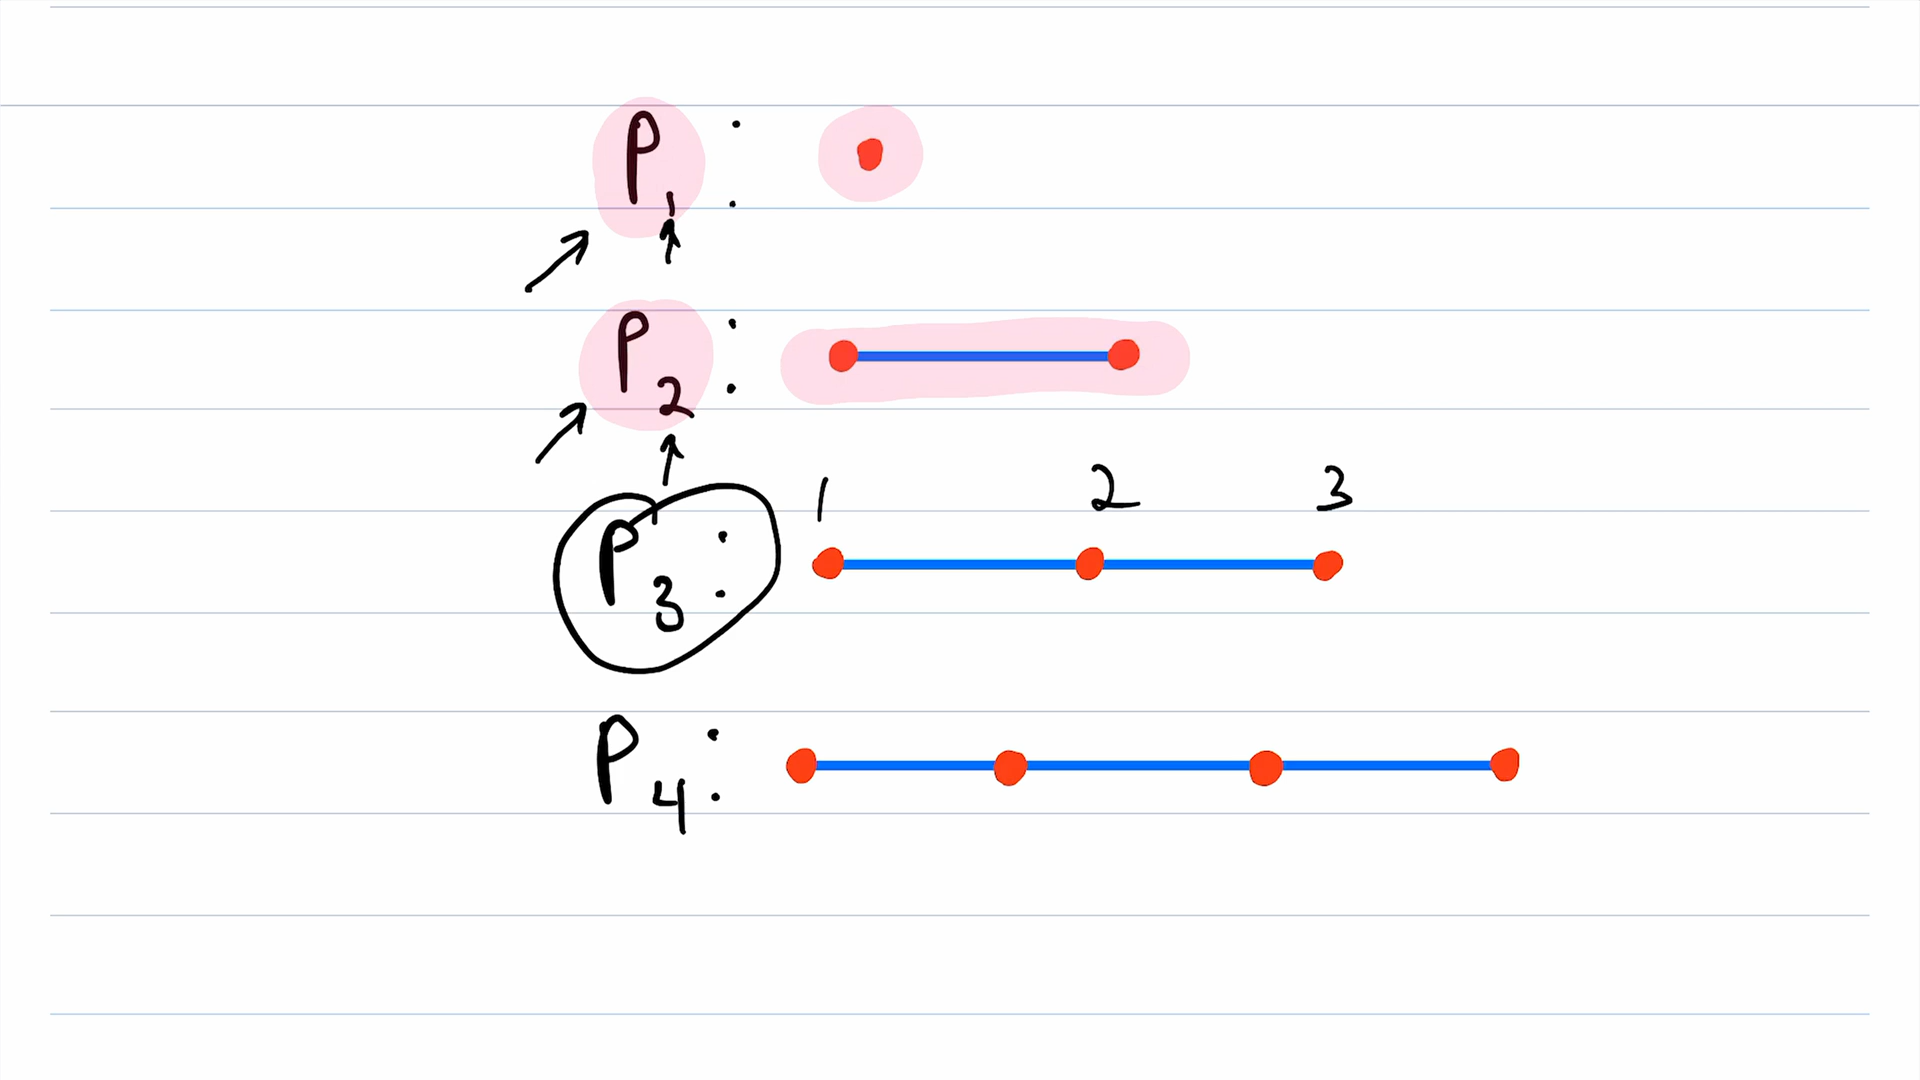 P₁ :
P₂ :
1 2 3
P₃ :
P₄ :